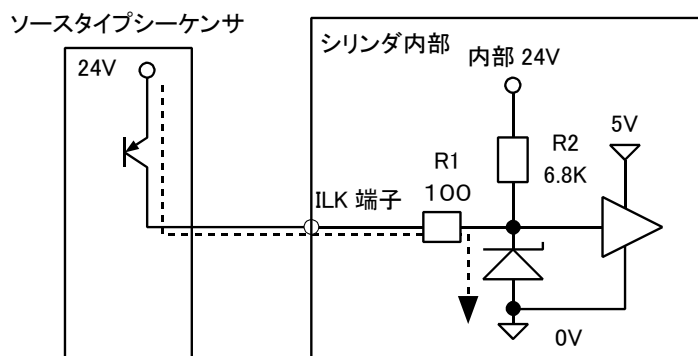 ソースタイプシーケンサ
24V
シリンダ内部
内部 24V
5V
R1
100
R2
6.8K
ILK 端子
0V